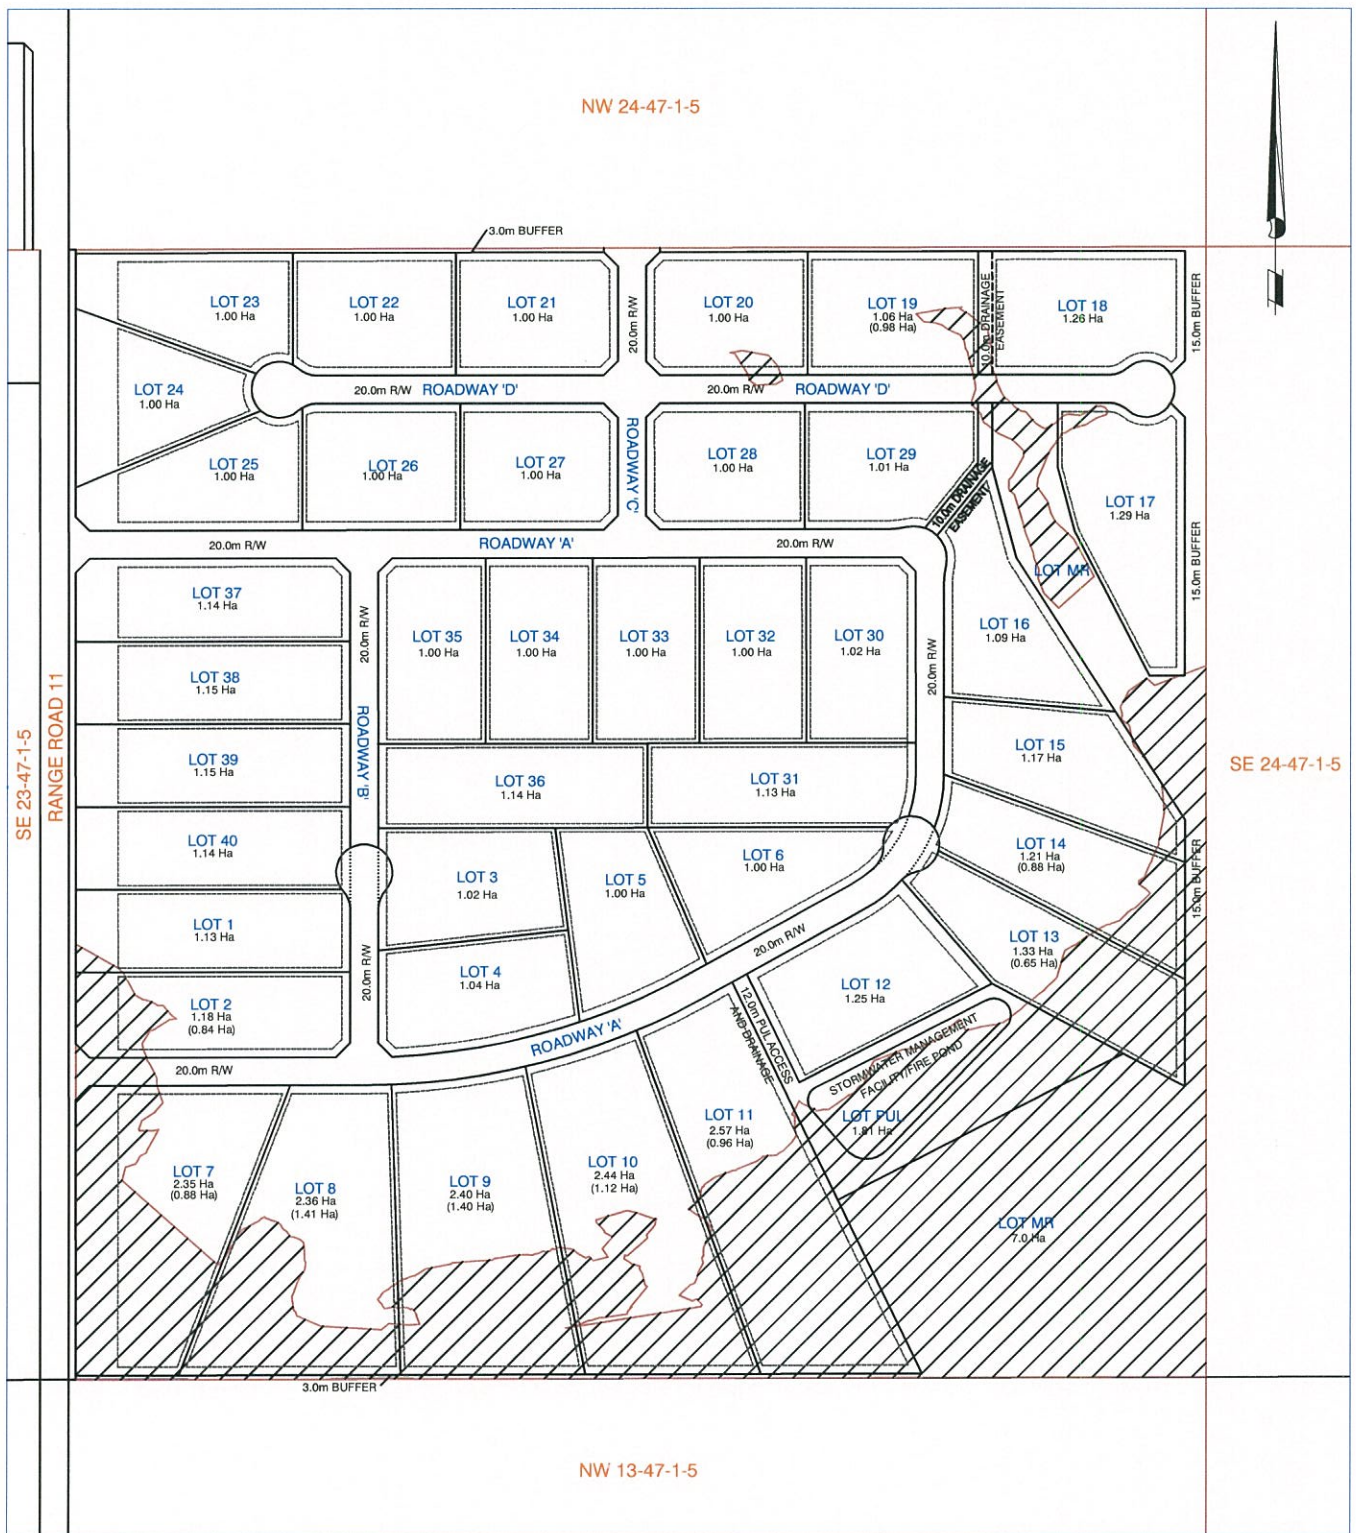 NW 24-47-1-5
3.0m BUFFER
LOT 23
1.00 Ha
LOT 22
1.00 Ha
LOT 21
1.00 Ha
20.0m R/W
LOT 20
1.00 Ha
LOT 19
1.06 Ha
(0.98 Ha)
10.0m DRAINAGE
EASEMENT
LOT 18
1.26 Ha
15.0m BUFFER
LOT 24
1.00 Ha
20.0m R/W
ROADWAY 'D'
20.0m R/W
ROADWAY 'D'
LOT 25
1.00 Ha
LOT 26
1.00 Ha
LOT 27
1.00 Ha
ROADWAY 'C'
LOT 28
1.00 Ha
LOT 29
1.01 Ha
10.0m DRAINAGE
EASEMENT
LOT 17
1.29 Ha
15.0m BUFFER
20.0m R/W
ROADWAY 'A'
20.0m R/W
LOT MR
LOT 37
1.14 Ha
20.0m R/W
LOT 35
1.00 Ha
LOT 34
1.00 Ha
LOT 33
1.00 Ha
LOT 32
1.00 Ha
LOT 30
1.02 Ha
20.0m R/W
LOT 16
1.09 Ha
LOT 38
1.15 Ha
SE 23-47-1-5
RANGE ROAD 11
LOT 39
1.15 Ha
ROADWAY 'B'
LOT 36
1.14 Ha
LOT 31
1.13 Ha
LOT 15
1.17 Ha
SE 24-47-1-5
LOT 40
1.14 Ha
LOT 3
1.02 Ha
LOT 5
1.00 Ha
LOT 6
1.00 Ha
LOT 14
1.21 Ha
(0.88 Ha)
15.0m BUFFER
LOT 1
1.13 Ha
20.0m R/W
LOT 4
1.04 Ha
20.0m R/W
LOT 13
1.33 Ha
(0.65 Ha)
LOT 2
1.18 Ha
(0.84 Ha)
LOT 12
1.25 Ha
12.0m PUL ACCESS
AND DRAINAGE
20.0m R/W
ROADWAY 'A'
STORMWATER MANAGEMENT
FACILITY/FIRE POND
LOT PUL
1.81 Ha
LOT 7
2.35 Ha
(0.88 Ha)
LOT 8
2.36 Ha
(1.41 Ha)
LOT 9
2.40 Ha
(1.40 Ha)
LOT 10
2.44 Ha
(1.12 Ha)
LOT 11
2.57 Ha
(0.96 Ha)
LOT MR
7.0 Ha
3.0m BUFFER
NW 13-47-1-5